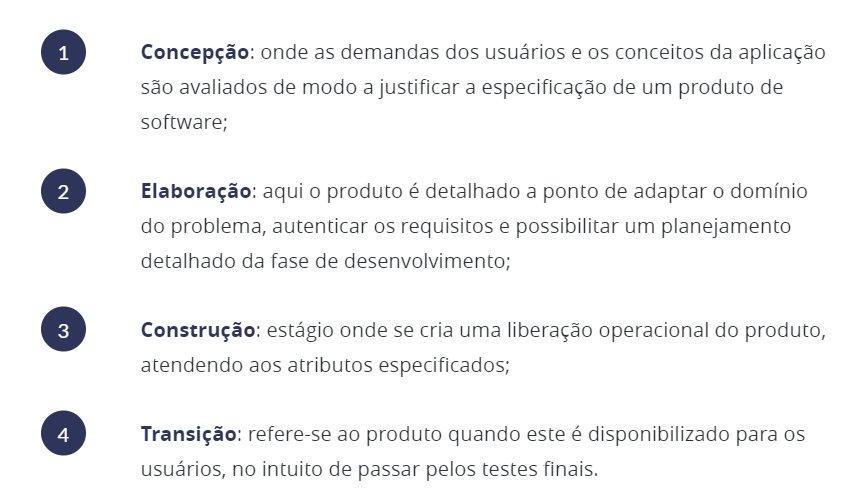 1 Concepção: onde as demandas dos usuários e os conceitos da aplicação
são avaliados de modo a justificar a especificação de um produto de
software;
2 Elaboração: aqui o produto é detalhado a ponto de adaptar o domínio
do problema, autenticar os requisitos e possibilitar um planejamento
detalhado da fase de desenvolvimento;
3 Construção: estágio onde se cria uma liberação operacional do produto,
atendendo aos atributos especificados;
4 Transição: refere-se ao produto quando este é disponibilizado para os
usuários, no intuito de passar pelos testes finais.